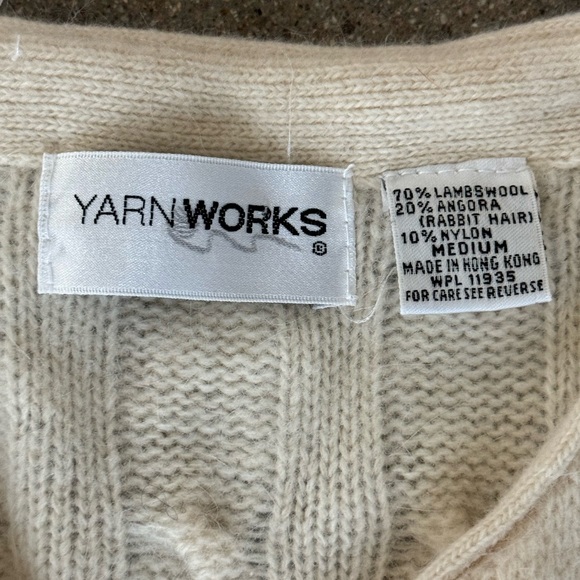 YARNWORKS
®
70% LAMBSWOOL
20% ANGORA
(RABBIT HAIR)
10% NYLON
MEDIUM
MADE IN HONG KONG
WPL 11935
FOR CARE SEE REVERSE